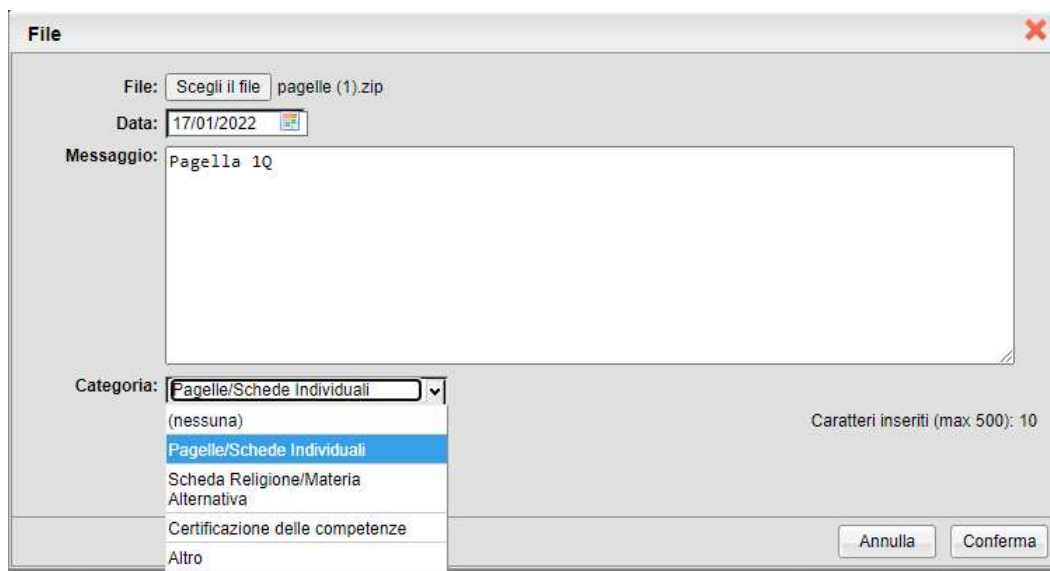 File
File: Scegli il file pagelle (1).zip
Data: 17/01/2022
Messaggio: Pagella 1Q
Categoria: Pagelle/Schede Individuali
(nessuna)
Caratteri inseriti (max 500): 10
Pagelle/Schede Individuali
Scheda Religione/Materia
Alternativa
Certificazione delle competenze
Annulla Conferma
Altro